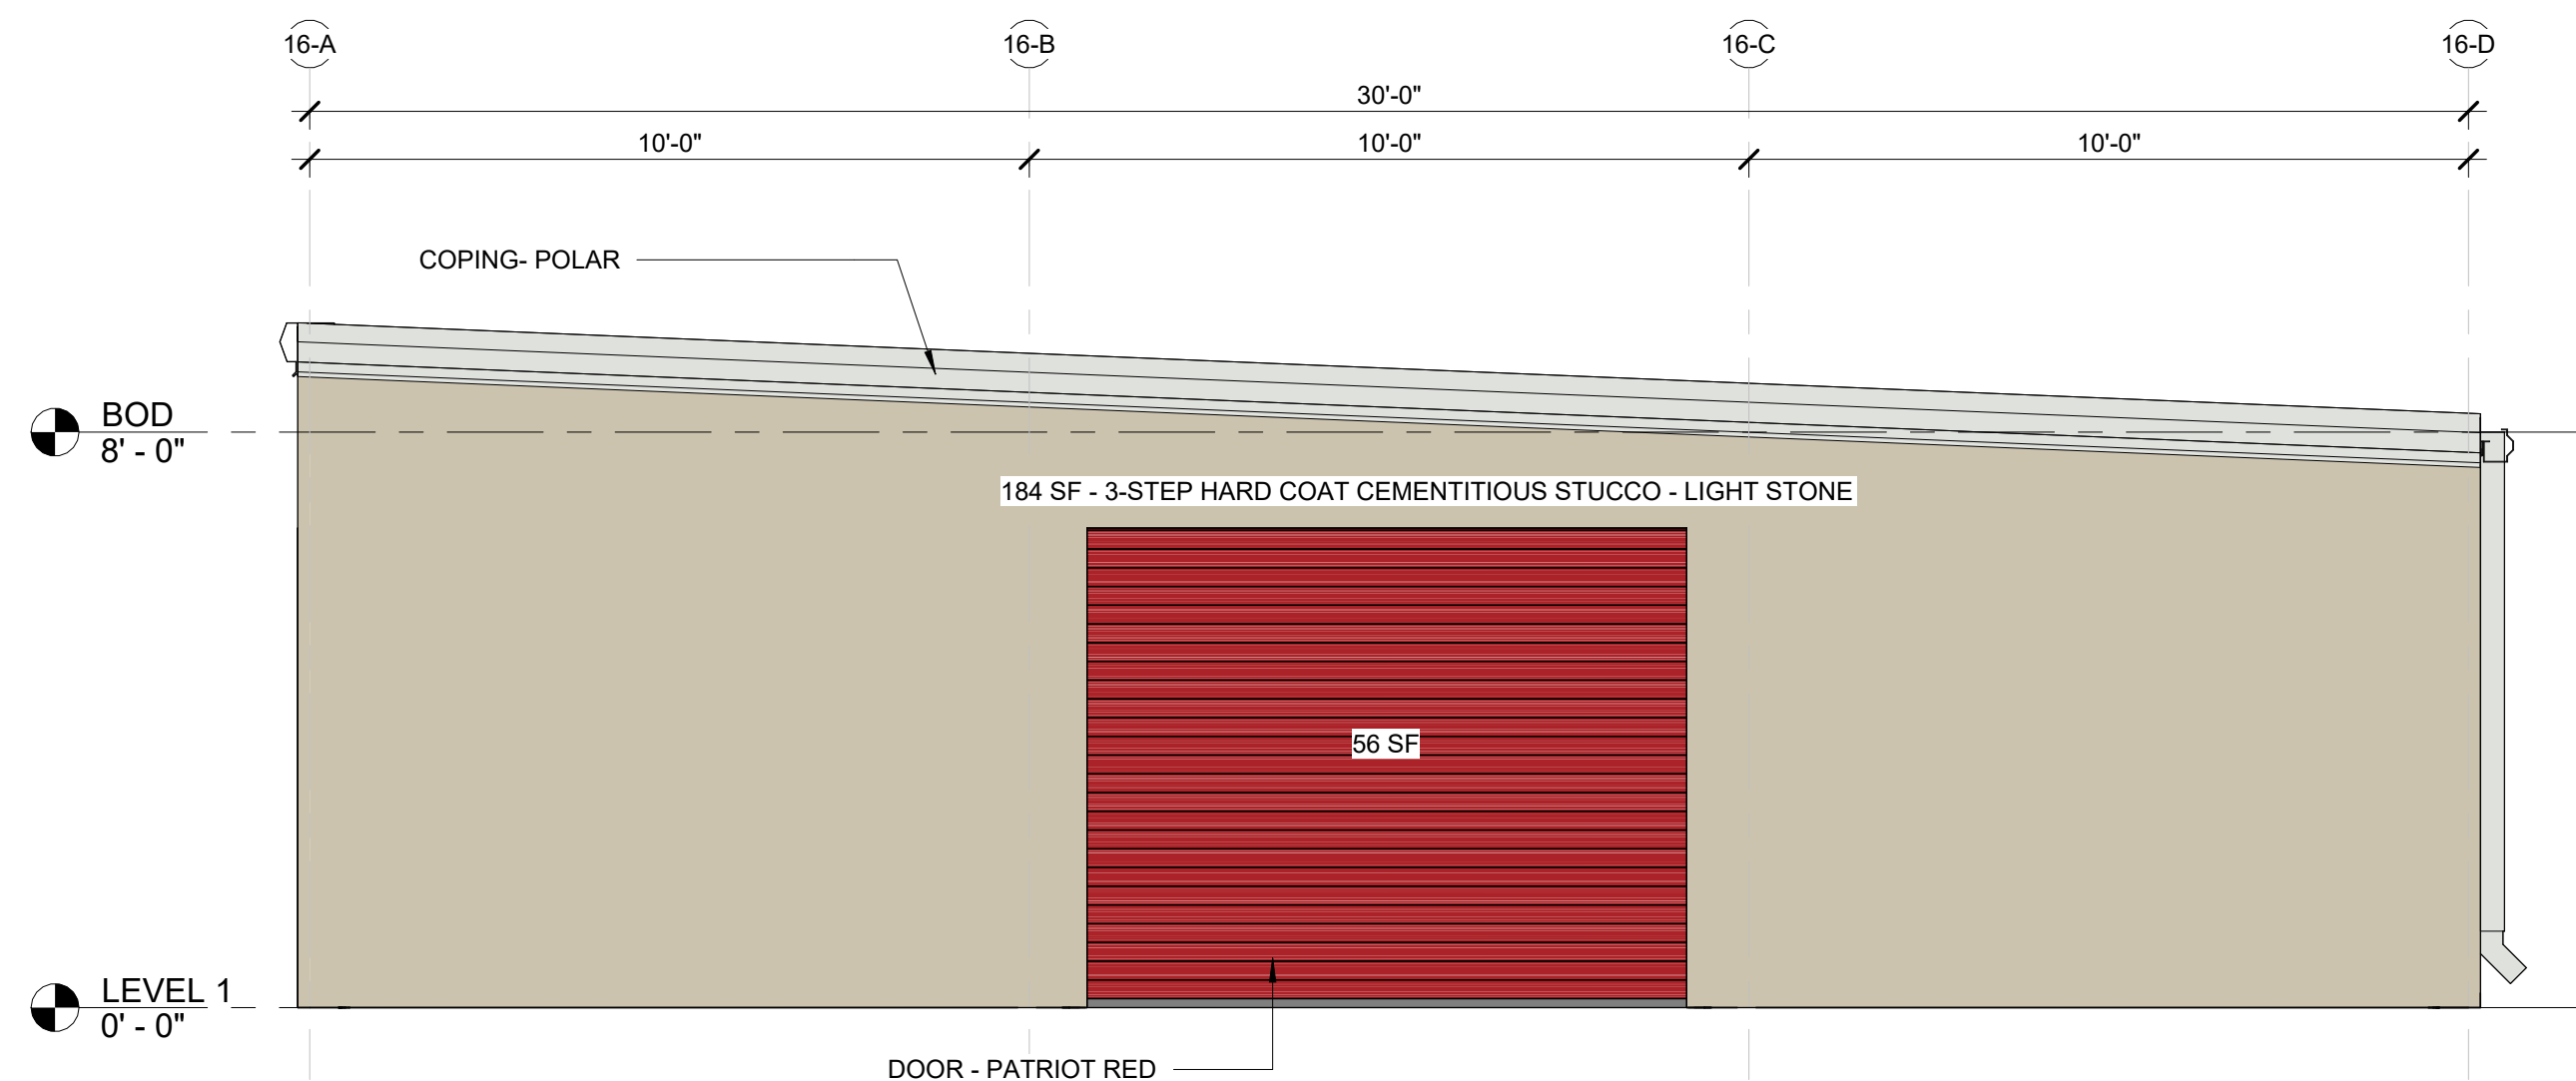 16-A
16-B
16-C
16-D
30'-0"
10'-0"
10'-0"
10'-0"
COPING- POLAR
BOD
8' - 0"
184 SF - 3-STEP HARD COAT CEMENTITIOUS STUCCO - LIGHT STONE
56 SF
LEVEL 1
0' - 0"
DOOR - PATRIOT RED